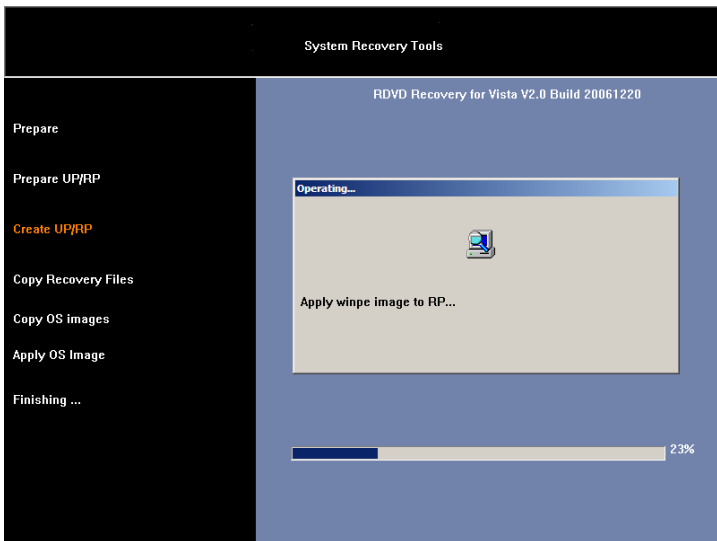 System Recovery Tools
RDVD Recovery for Vista V2.0 Build 20061220
Prepare
Prepare UP/RP
Create UP/RP
Copy Recovery Files
Copy OS images
Apply OS Image
Finishing ...
Operating...
Apply winpe image to RP...
23%